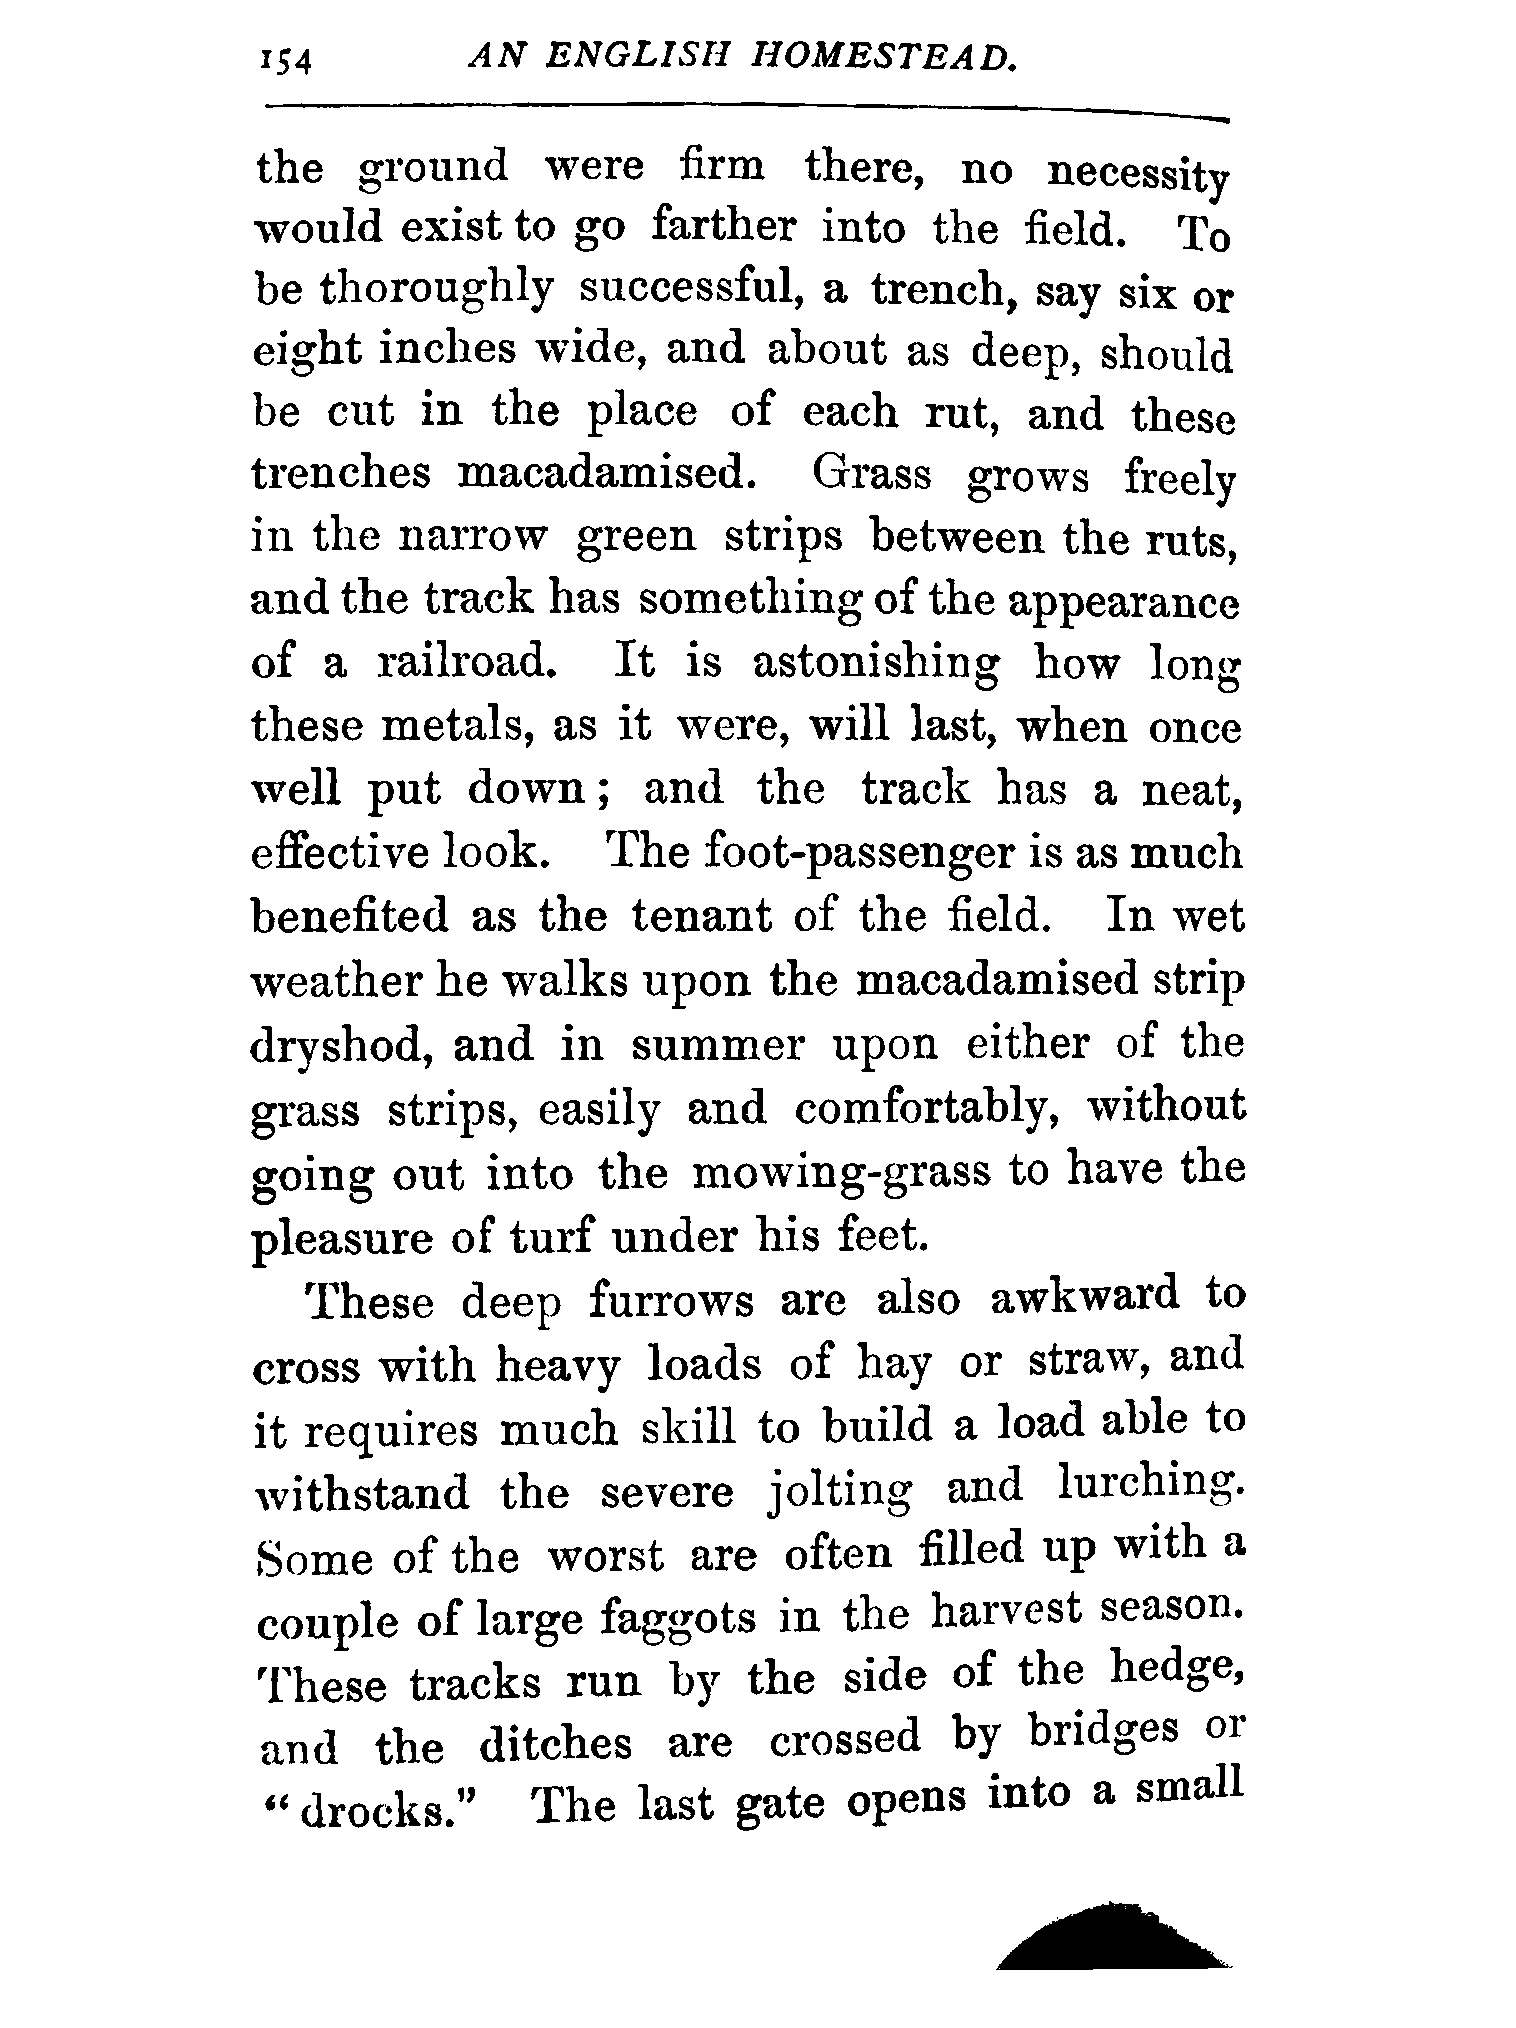 154 AN ENGLISH HOMESTEAD.
the ground were firm there, no necessity
would exist to go farther into the field. To
be thoroughly successful, a trench, say six or
eight inches wide, and about as deep, should
be cut in the place of each rut, and these
trenches macadamised. Grass grows freely
in the narrow green strips between the ruts,
and the track has something of the appearance
of a railroad. It is astonishing how long
these metals, as it were, will last, when once
well put down; and the track has a neat,
effective look. The foot-passenger is as much
benefited as the tenant of the field. In wet
weather he walks upon the macadamised strip
dryshod, and in summer upon either of the
grass strips, easily and comfortably, without
going out into the mowing-grass to have the
pleasure of turf under his feet.
These deep furrows are also awkward to
cross with heavy loads of hay or straw, and
it requires much skill to build a load able to
withstand the severe jolting and lurching.
Some of the worst are often filled up with a
couple of large faggots in the harvest season.
These tracks run by the side of the hedge,
and the ditches are crossed by bridges or
“drocks.” The last gate opens into a small